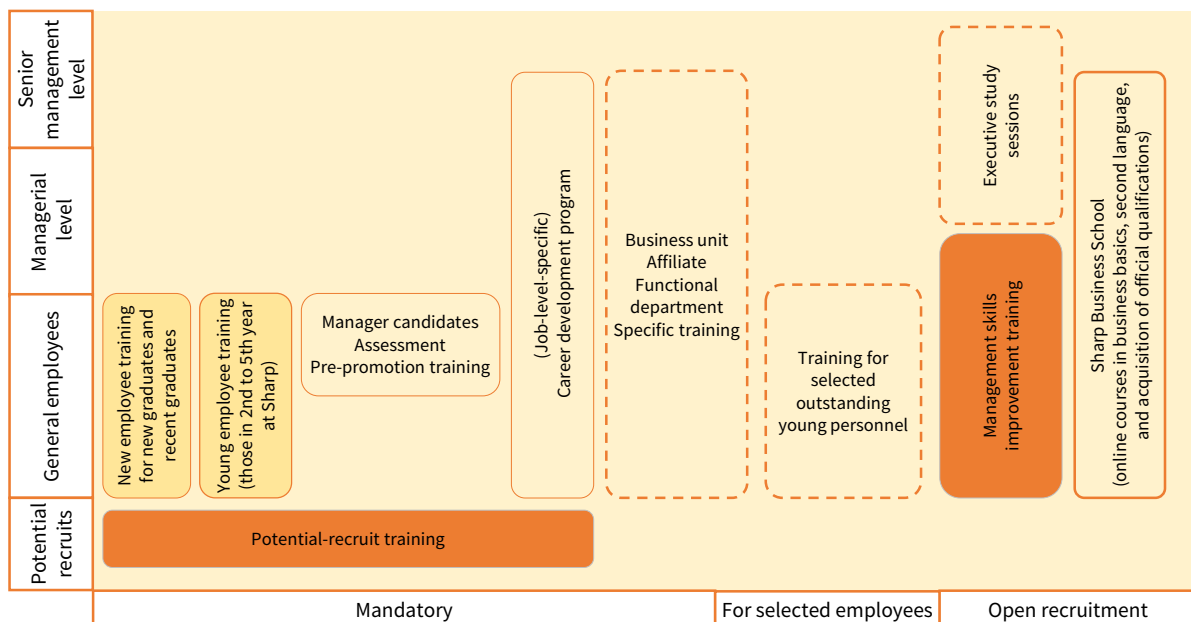 Senior
management
level
Managerial
level
General employees
Potential
recruits
New employee training
for new graduates and
recent graduates
Young employee training
(those in 2nd to 5th year
at Sharp)
Manager candidates
Assessment
Pre-promotion training
(Job-level-specific)
Career development program
Business unit
Affiliate
Functional
department
Specific training
Training for
selected
outstanding
young personnel
Executive study
sessions
Management skills
improvement training
Sharp Business School
(online courses in business basics, second language,
and acquisition of official qualifications)
Potential-recruit training
Mandatory
For selected employees
Open recruitment